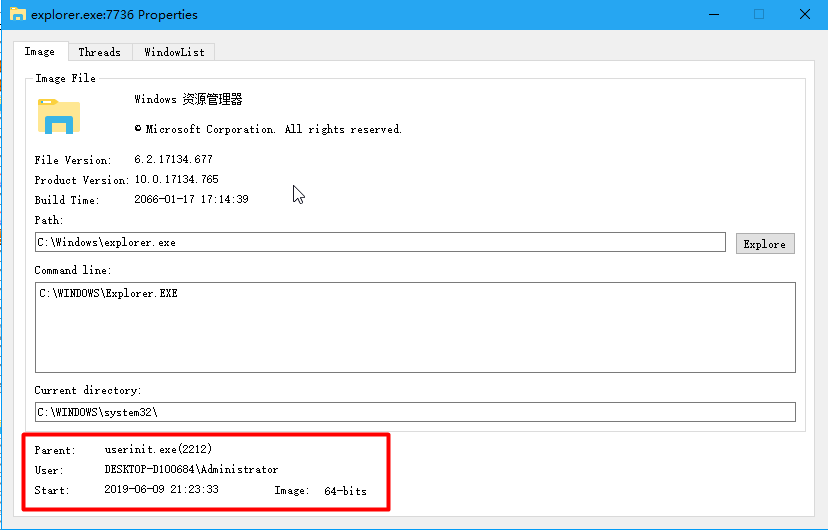 explorer.exe:7736 Properties
Image Threads WindowList
Image File
Windows 资源管理器
© Microsoft Corporation. All rights reserved.
File Version: 6.2.17134.677
Product Version: 10.0.17134.765
Build Time: 2066-01-17 17:14:39
Path:
C:\Windows\explorer.exe Explore
Command line:
C:\WINDOWS\Explorer.EXE
Current directory:
C:\WINDOWS\system32\
Parent: userinit.exe(2212)
User: DESKTOP-D100684\Administrator
Start: 2019-06-09 21:23:33 Image: 64-bits